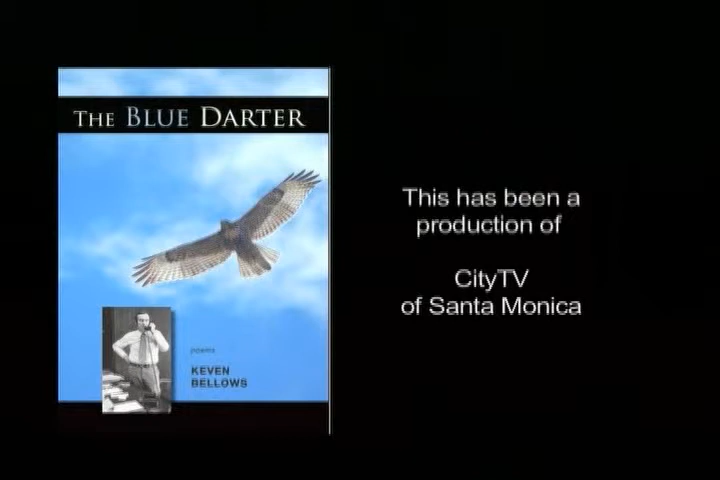 THE BLUE DARTER
poems
KEVEN
BELLOWS
This has been a
production of
CityTV
of Santa Monica